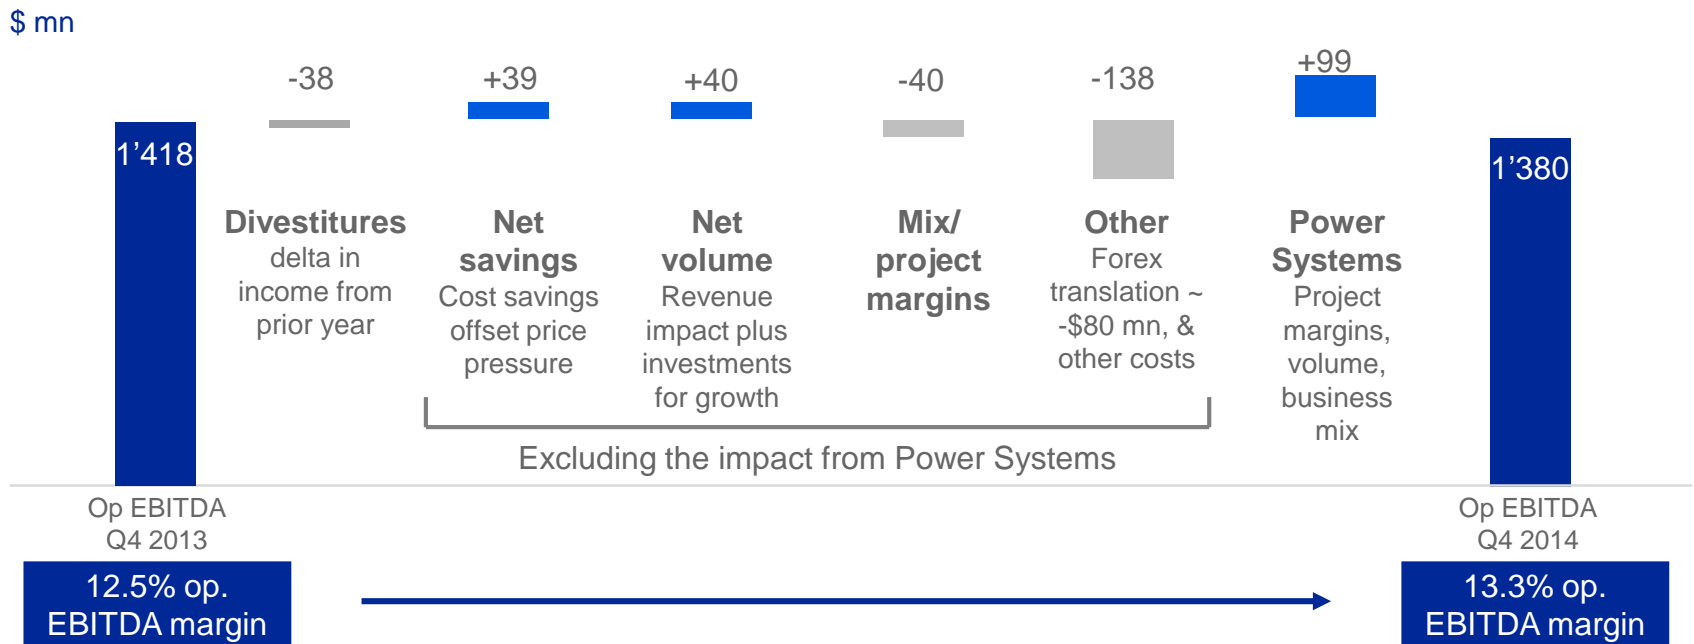 $ mn
-38
+39
+40
-40
-138
+99
1’418
1’380
Divestitures
delta in
income from
prior year
Net
savings
Cost savings
offset price
pressure
Net
volume
Revenue
impact plus
investments
for growth
Mix/
project
margins
Other
Forex
translation ~
-$80 mn, &
other costs
Power
Systems
Project
margins,
volume,
business
mix
Excluding the impact from Power Systems
Op EBITDA
Q4 2013
Op EBITDA
Q4 2014
12.5% op.
EBITDA margin
13.3% op.
EBITDA margin